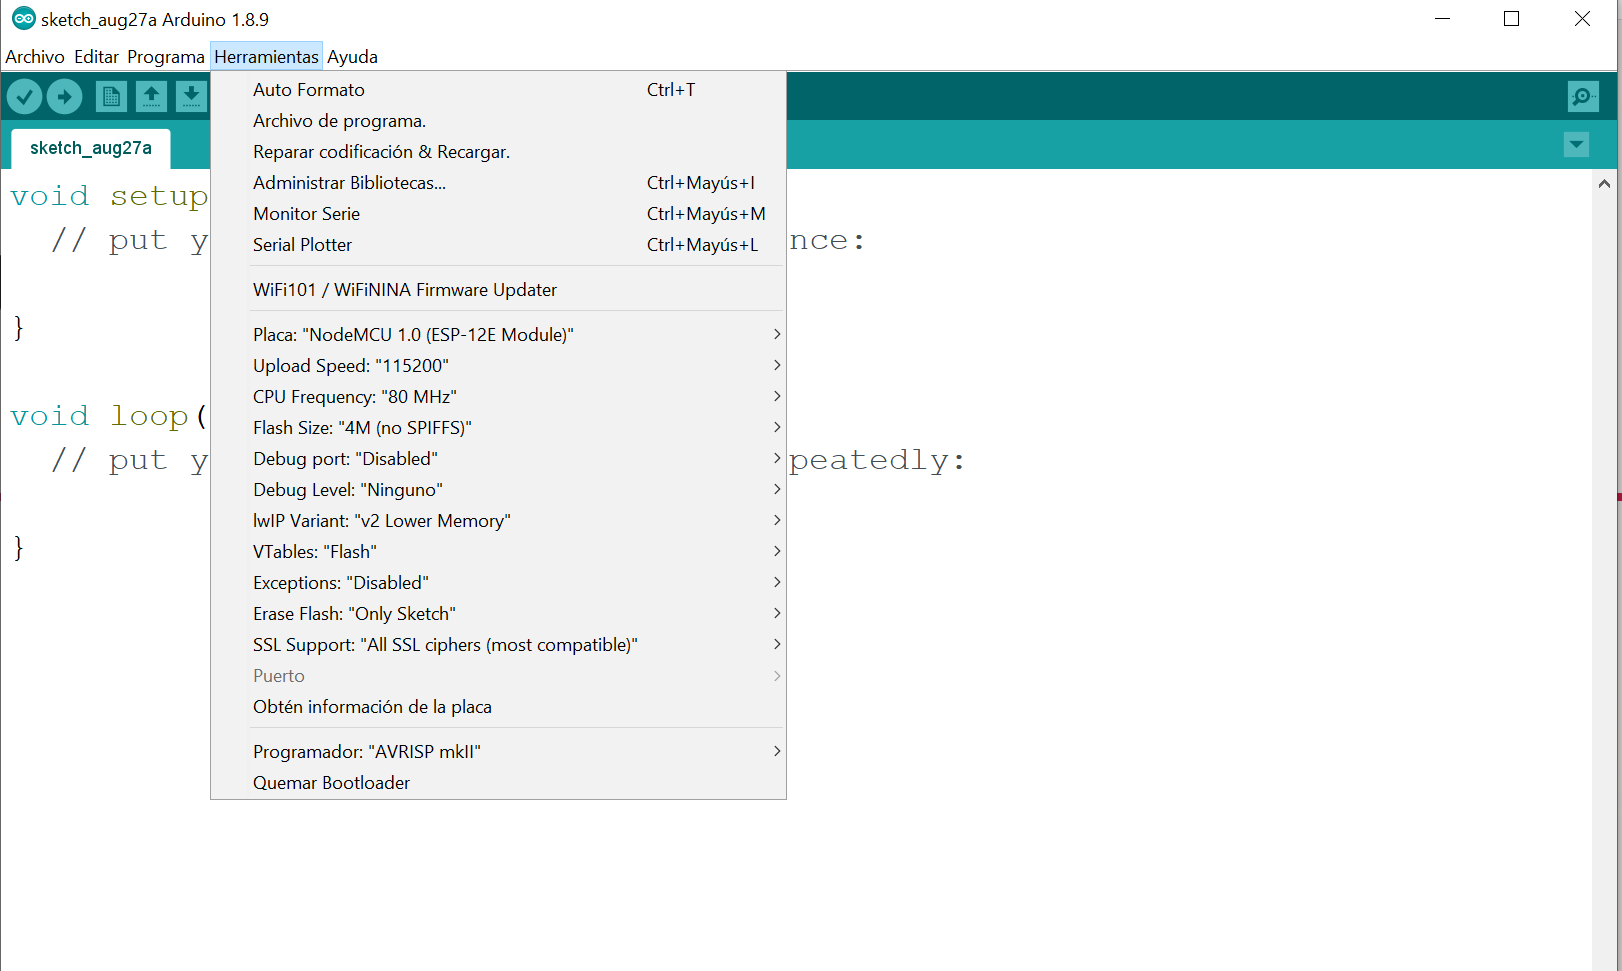 sketch_aug27a Arduino 1.8.9
Archivo Editar Programa Herramientas Ayuda
Auto Formato Ctrl+T
Archivo de programa.
Reparar codificación & Recargar.
Administrar Bibliotecas... Ctrl+Mayús+I
Monitor Serie Ctrl+Mayús+M
Serial Plotter Ctrl+Mayús+L
WiFi101 / WiFiNINA Firmware Updater
Placa: "NodeMCU 1.0 (ESP-12E Module)"
Upload Speed: "115200"
CPU Frequency: "80 MHz"
Flash Size: "4M (no SPIFFS)"
Debug port: "Disabled"
Debug Level: "Ninguno"
lwIP Variant: "v2 Lower Memory"
VTables: "Flash"
Exceptions: "Disabled"
Erase Flash: "Only Sketch"
SSL Support: "All SSL ciphers (most compatible)"
Puerto
Obtén información de la placa
Programador: "AVRISP mkII"
Quemar Bootloader
sketch_aug27a
void setup
// put y nce:
}
void loop(
// put y peatedly:
}